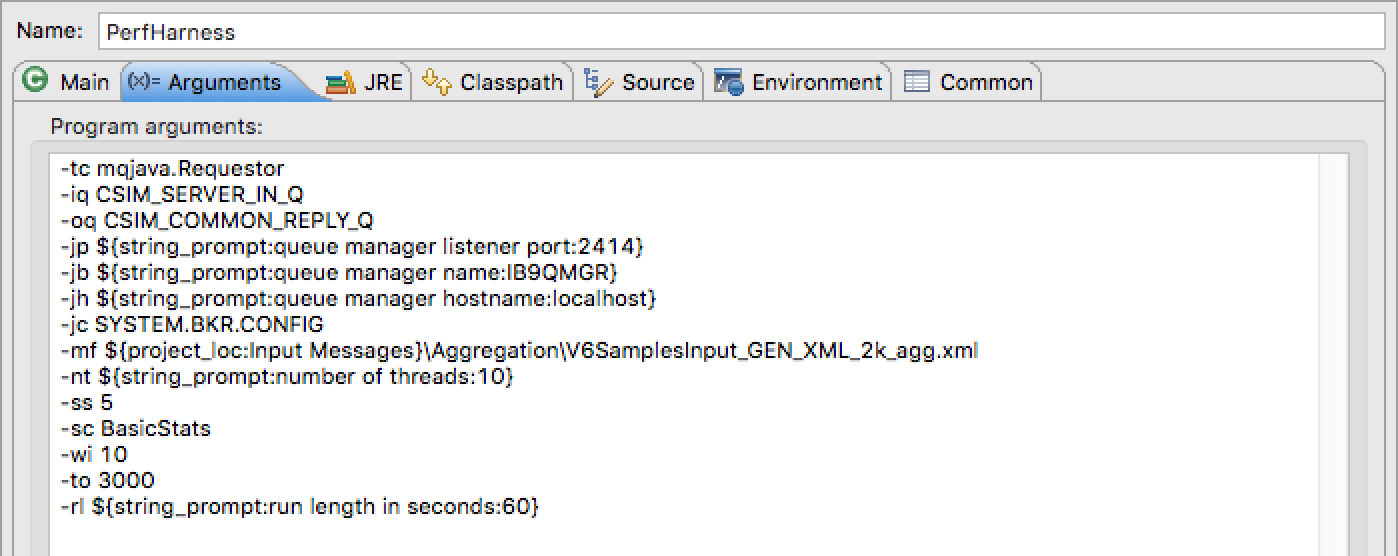 Name: PerfHarness
Main (x)= Arguments JRE Classpath Source Environment Common
Program arguments:
-tc mqjava.Requestor
-iq CSIM_SERVER_IN_Q
-oq CSIM_COMMON_REPLY_Q
-jp ${string_prompt:queue manager listener port:2414}
-jb ${string_prompt:queue manager name:IB9QMGR}
-jh ${string_prompt:queue manager hostname:localhost}
-jc SYSTEM.BKR.CONFIG
-mf ${project_loc:Input Messages}\Aggregation\V6SamplesInput_GEN_XML_2k_agg.xml
-nt ${string_prompt:number of threads:10}
-ss 5
-sc BasicStats
-wi 10
-to 3000
-rl ${string_prompt:run length in seconds:60}